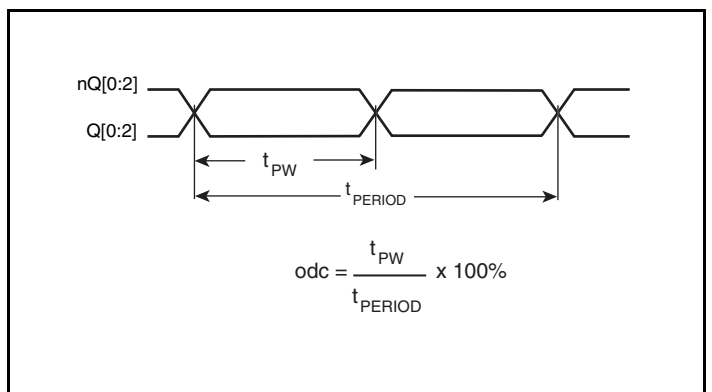 nQ[0:2]
Q[0:2]
tPW
tPERIOD
odc = tPW / tPERIOD x 100%